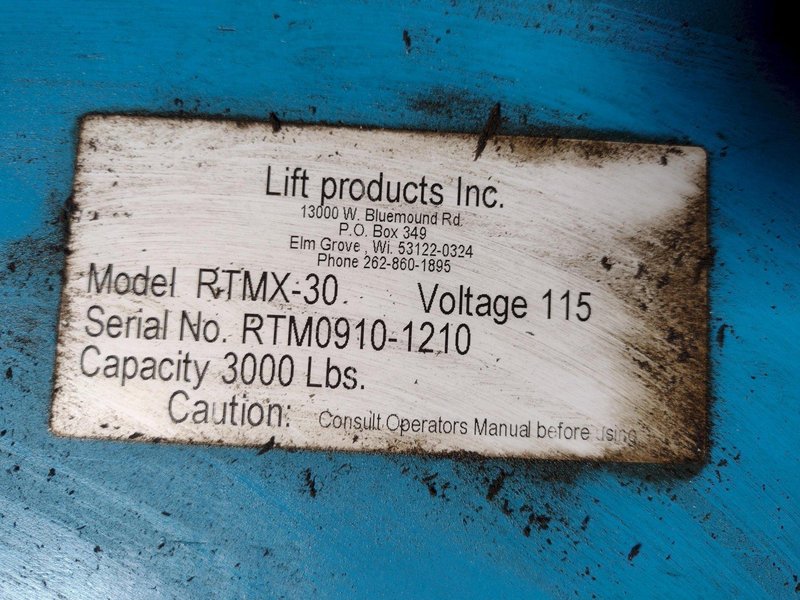 Lift products Inc.
13000 W. Bluemound Rd.
P.O. Box 349
Elm Grove , Wi. 53122-0324
Phone 262-860-1895
Model RTMX-30 Voltage 115
Serial No. RTM0910-1210
Capacity 3000 Lbs.
Caution: Consult Operators Manual before using